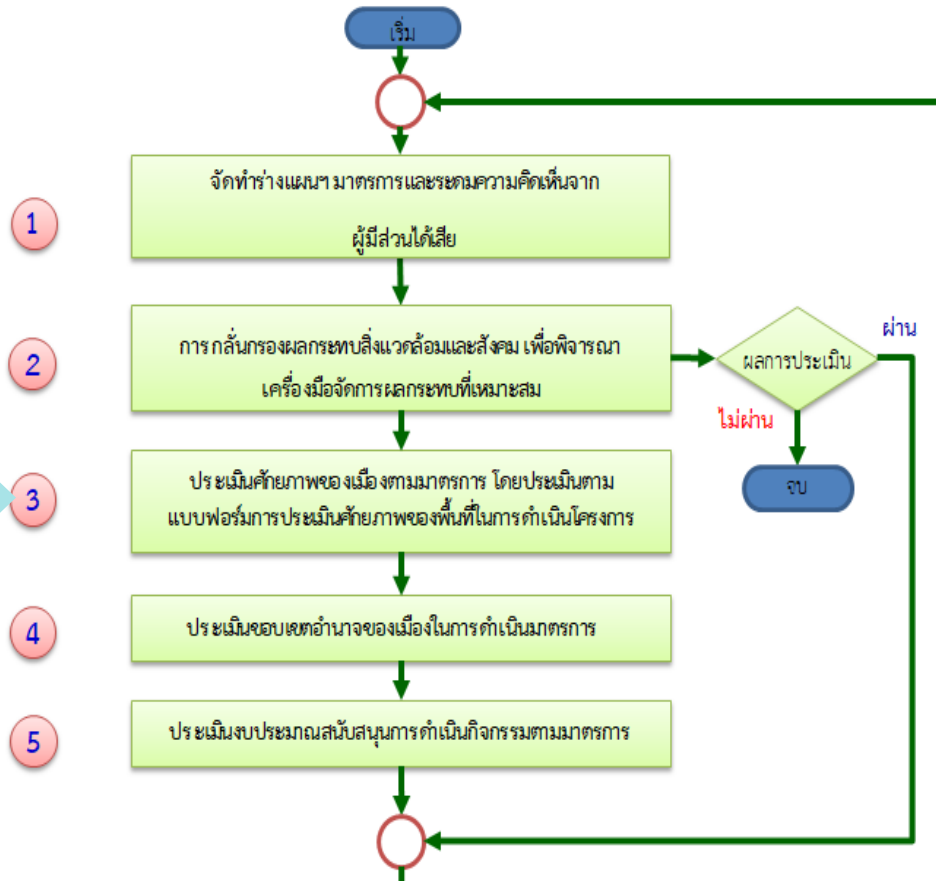 เริ่ม
1
จัดทำร่างแผนฯ มาตรการและระดมความคิดเห็นจาก
ผู้มีส่วนได้เสีย
2
การกลั่นกรองผลกระทบสิ่งแวดล้อมและสังคม เพื่อพิจารณา
เครื่องมือจัดการผลกระทบที่เหมาะสม
ผลการประเมิน
ผ่าน
ไม่ผ่าน
จบ
3
ประเมินศักยภาพของเมืองตามมาตรการ โดยประเมินตาม
แบบฟอร์มการประเมินศักยภาพของพื้นที่ในการดำเนินโครงการ
4
ประเมินขอบเขตอำนาจของเมืองในการดำเนินมาตรการ
5
ประเมินงบประมาณสนับสนุนการดำเนินกิจกรรมตามมาตรการ